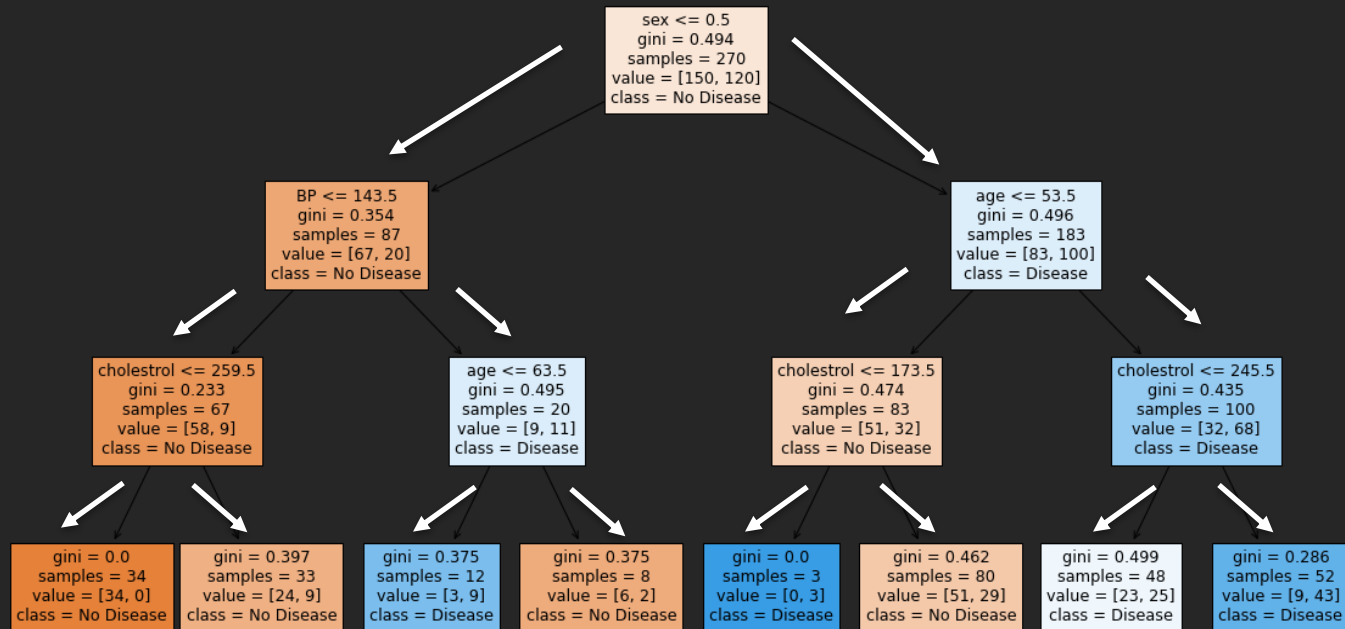 sex <= 0.5
gini = 0.494
samples = 270
value = [150, 120]
class = No Disease
BP <= 143.5
gini = 0.354
samples = 87
value = [67, 20]
class = No Disease
age <= 53.5
gini = 0.496
samples = 183
value = [83, 100]
class = Disease
cholestrol <= 259.5
gini = 0.233
samples = 67
value = [58, 9]
class = No Disease
age <= 63.5
gini = 0.495
samples = 20
value = [9, 11]
class = Disease
cholestrol <= 173.5
gini = 0.474
samples = 83
value = [51, 32]
class = No Disease
cholestrol <= 245.5
gini = 0.435
samples = 100
value = [32, 68]
class = Disease
gini = 0.0
samples = 34
value = [34, 0]
class = No Disease
gini = 0.397
samples = 33
value = [24, 9]
class = No Disease
gini = 0.375
samples = 12
value = [3, 9]
class = Disease
gini = 0.375
samples = 8
value = [6, 2]
class = No Disease
gini = 0.0
samples = 3
value = [0, 3]
class = Disease
gini = 0.462
samples = 80
value = [51, 29]
class = No Disease
gini = 0.499
samples = 48
value = [23, 25]
class = Disease
gini = 0.286
samples = 52
value = [9, 43]
class = Disease